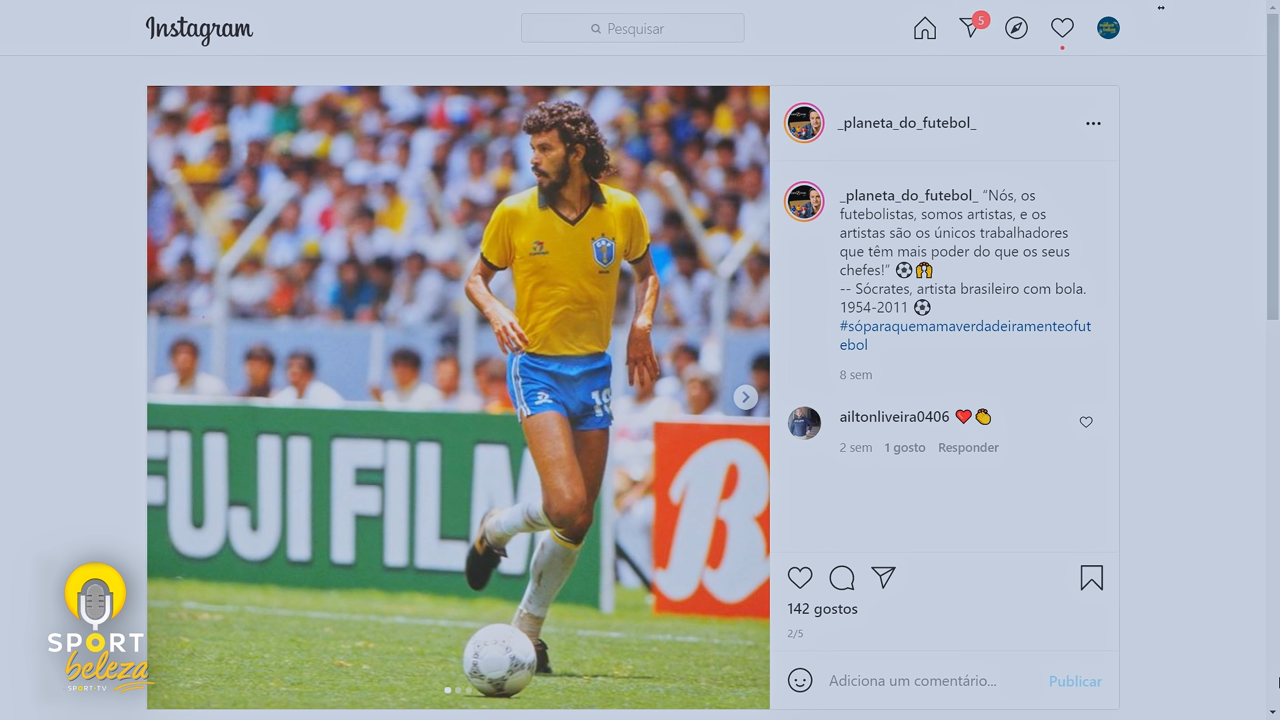 Instagram
Pesquisar
5
_planeta_do_futebol_
_planeta_do_futebol_ “Nós, os
futebolistas, somos artistas, e os
artistas são os únicos trabalhadores
que têm mais poder do que os seus
chefes!”
-- Sócrates, artista brasileiro com bola.
1954-2011
#sóparaquemamaverdadeiramentefut
ebol
8 sem
ailtonliveira0406
2 sem 1 gosto Responder
142 gostos
2/5
Adiciona um comentário... Publicar
FUJI FILM
B
18
SPORT
beleza
SPORT TV